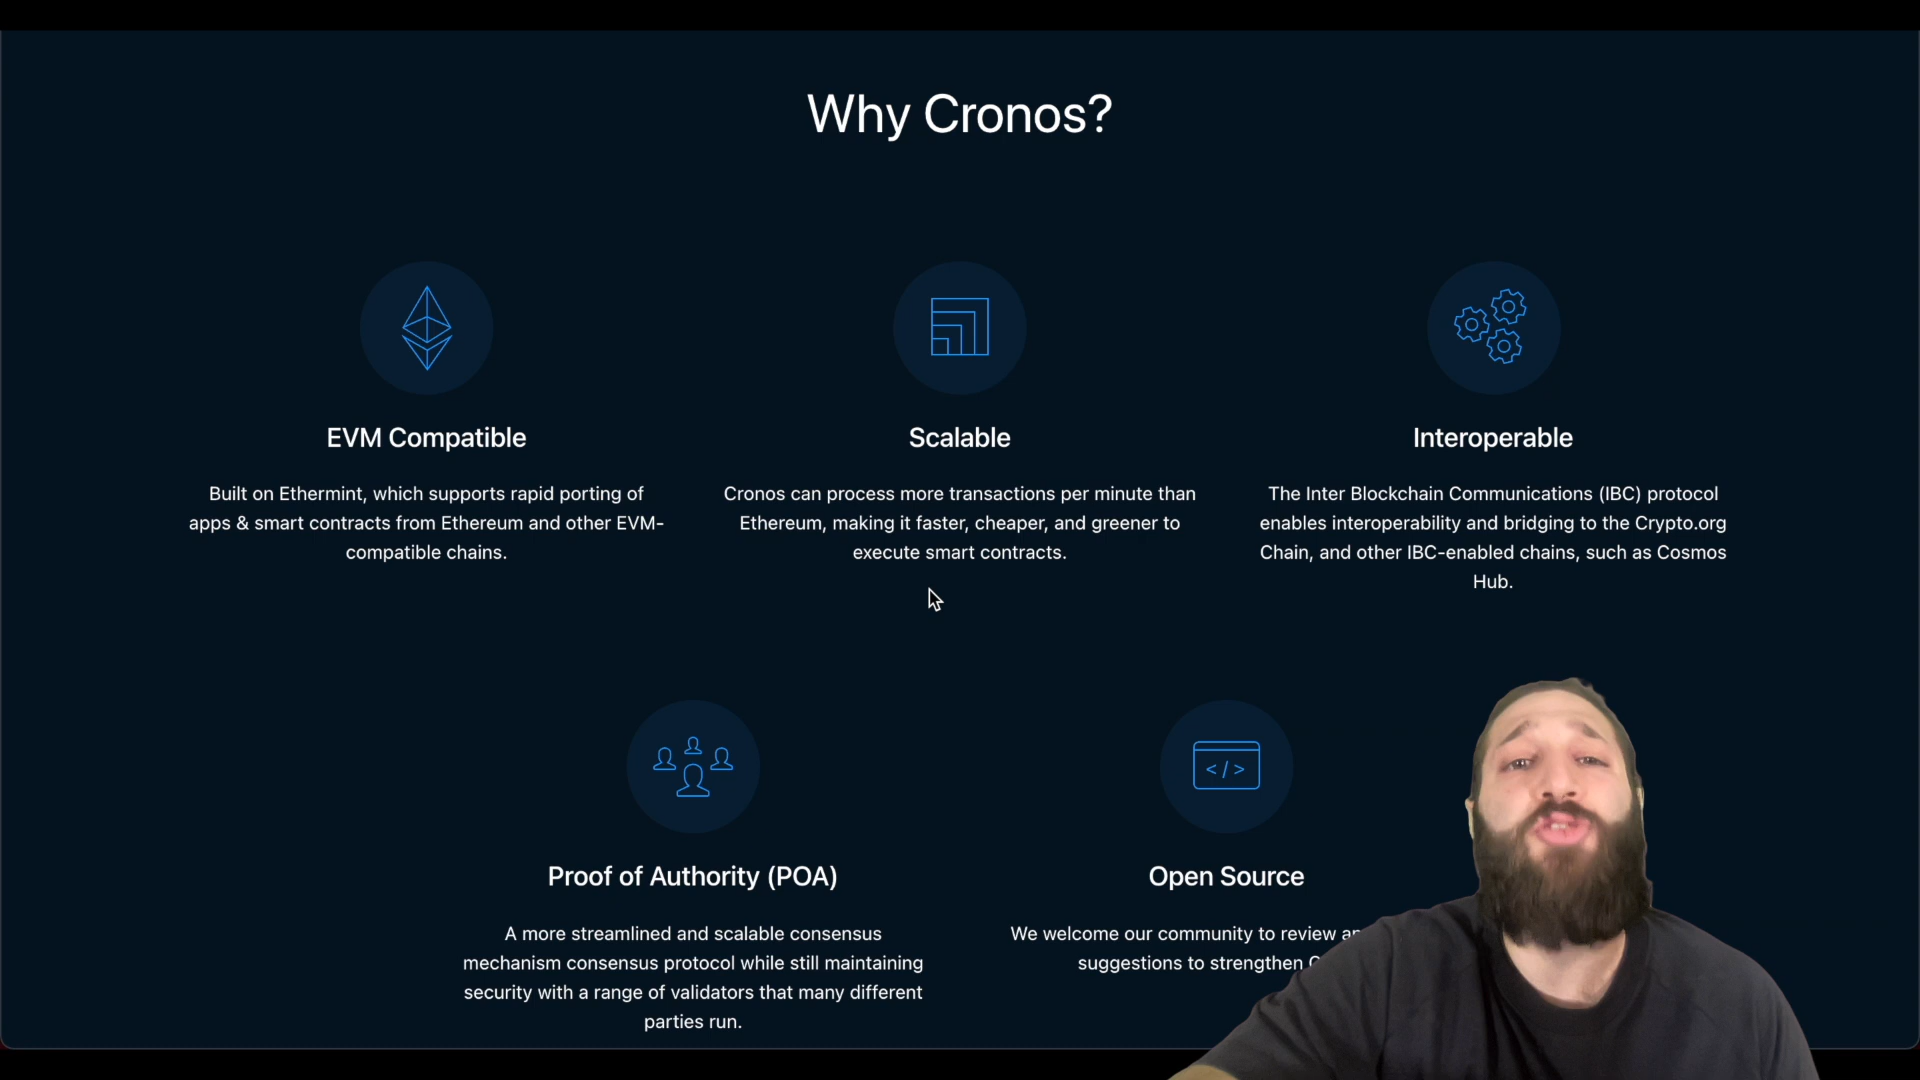 Why Cronos?
EVM Compatible
Built on Ethermint, which supports rapid porting of
apps & smart contracts from Ethereum and other EVM-
compatible chains.
Scalable
Cronos can process more transactions per minute than
Ethereum, making it faster, cheaper, and greener to
execute smart contracts.
Interoperable
The Inter Blockchain Communications (IBC) protocol
enables interoperability and bridging to the Crypto.org
Chain, and other IBC-enabled chains, such as Cosmos
Hub.
</>
Proof of Authority (POA)
A more streamlined and scalable consensus
mechanism consensus protocol while still maintaining
security with a range of validators that many different
parties run.
Open Source
We welcome our community to review
suggestions to strengthen